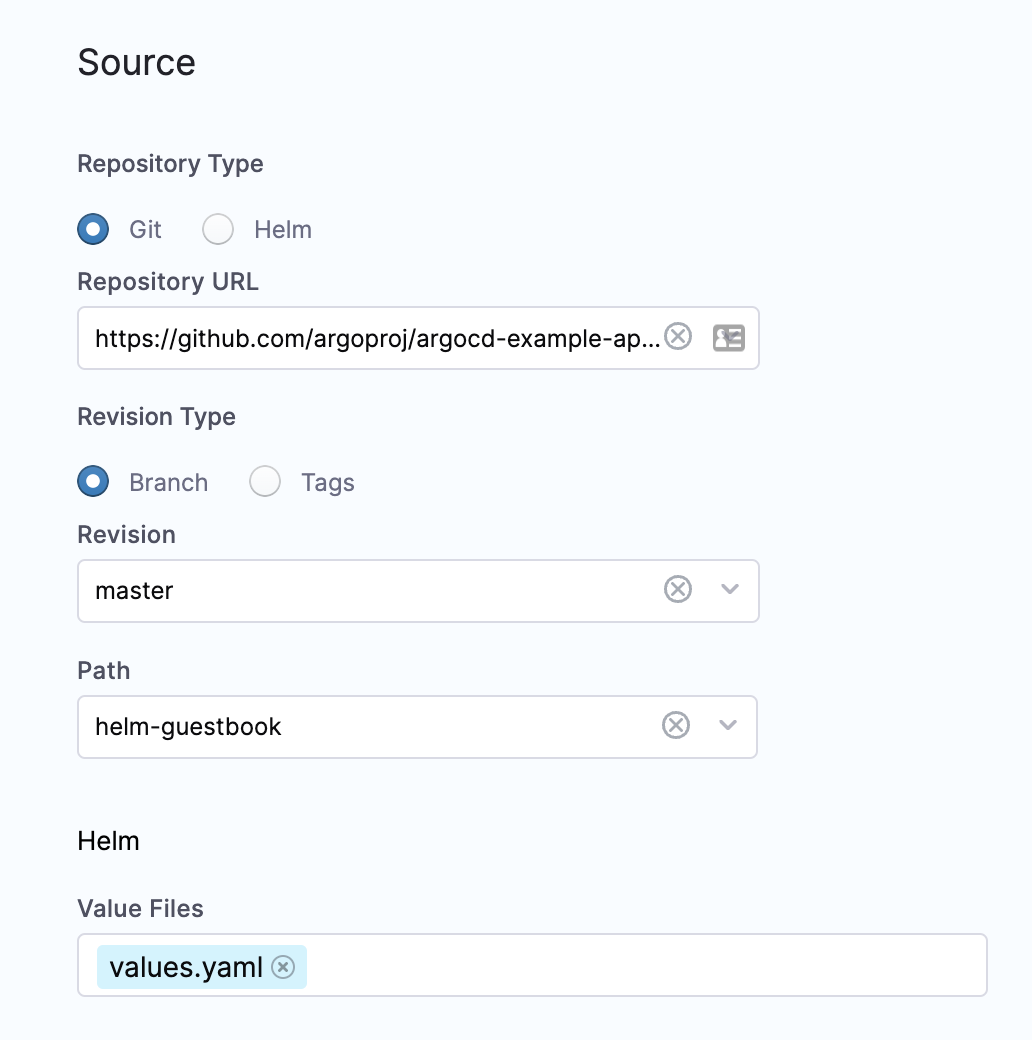 Source
Repository Type
Git Helm
Repository URL
https://github.com/argoproj/argocd-example-ap...
Revision Type
Branch Tags
Revision
master
Path
helm-guestbook
Helm
Value Files
values.yaml